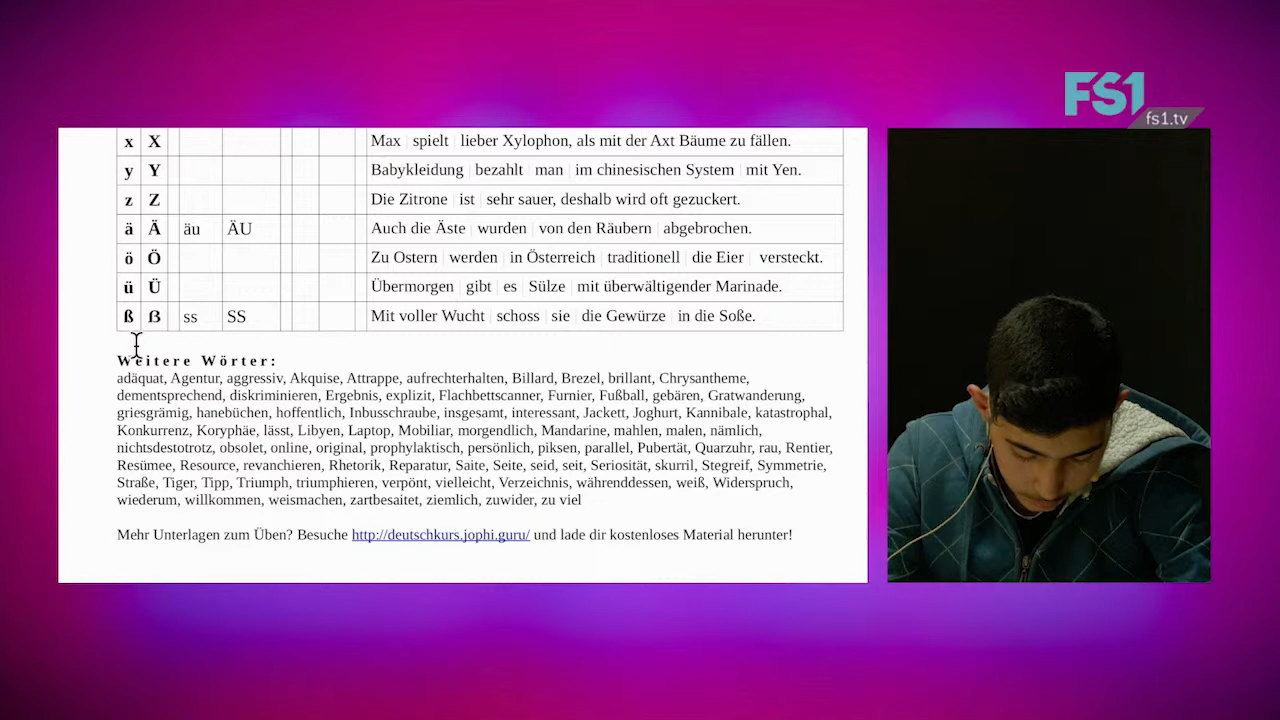 FS1
fs1.tv
x X Max spielt lieber Xylophon, als mit der Axt Bäume zu fällen.
y Y Babykleidung bezahlt man im chinesischen System mit Yen.
z Z Die Zitrone ist sehr sauer, deshalb wird oft gezuckert.
ä Ä äu ÄU Auch die Äste wurden von den Räubern abgebrochen.
ö Ö Zu Ostern werden in Österreich traditionell die Eier versteckt.
ü Ü Übermorgen gibt es Sülze mit überwältigender Marinade.
ß ẞ ss SS Mit voller Wucht schoss sie die Gewürze in die Soße.
Weitere Wörter:
adäquat, Agentur, aggressiv, Akquise, Attrappe, aufrechterhalten, Billard, Brezel, brillant, Chrysantheme,
dementsprechend, diskriminieren, Ergebnis, explizit, Flachbettscanner, Furnier, Fußball, gebären, Gratwanderung,
griesgrämig, hanebüchen, hoffentlich, Inbusschraube, insgesamt, interessant, Jackett, Joghurt, Kannibale, katastrophal,
Konkurrenz, Koryphäe, lässt, Libyen, Laptop, Mobiliar, morgendlich, Mandarine, mahlen, malen, nämlich,
nichtsdestotrotz, obsolet, online, original, prophylaktisch, persönlich, piksen, parallel, Pubertät, Quarzuhr, rau, Rentier,
Resümee, Resource, revanchieren, Rhetorik, Reparatur, Saite, Seite, seid, seit, Seriosität, skurril, Stegreif, Symmetrie,
Straße, Tiger, Tipp, Triumph, triumphieren, verpönt, vielleicht, Verzeichnis, währenddessen, weiß, Widerspruch,
wiederum, willkommen, weismachen, zartbesaitet, ziemlich, zuwider, zu viel
Mehr Unterlagen zum Üben? Besuche http://deutschkurs.jophi.guru/ und lade dir kostenloses Material herunter!